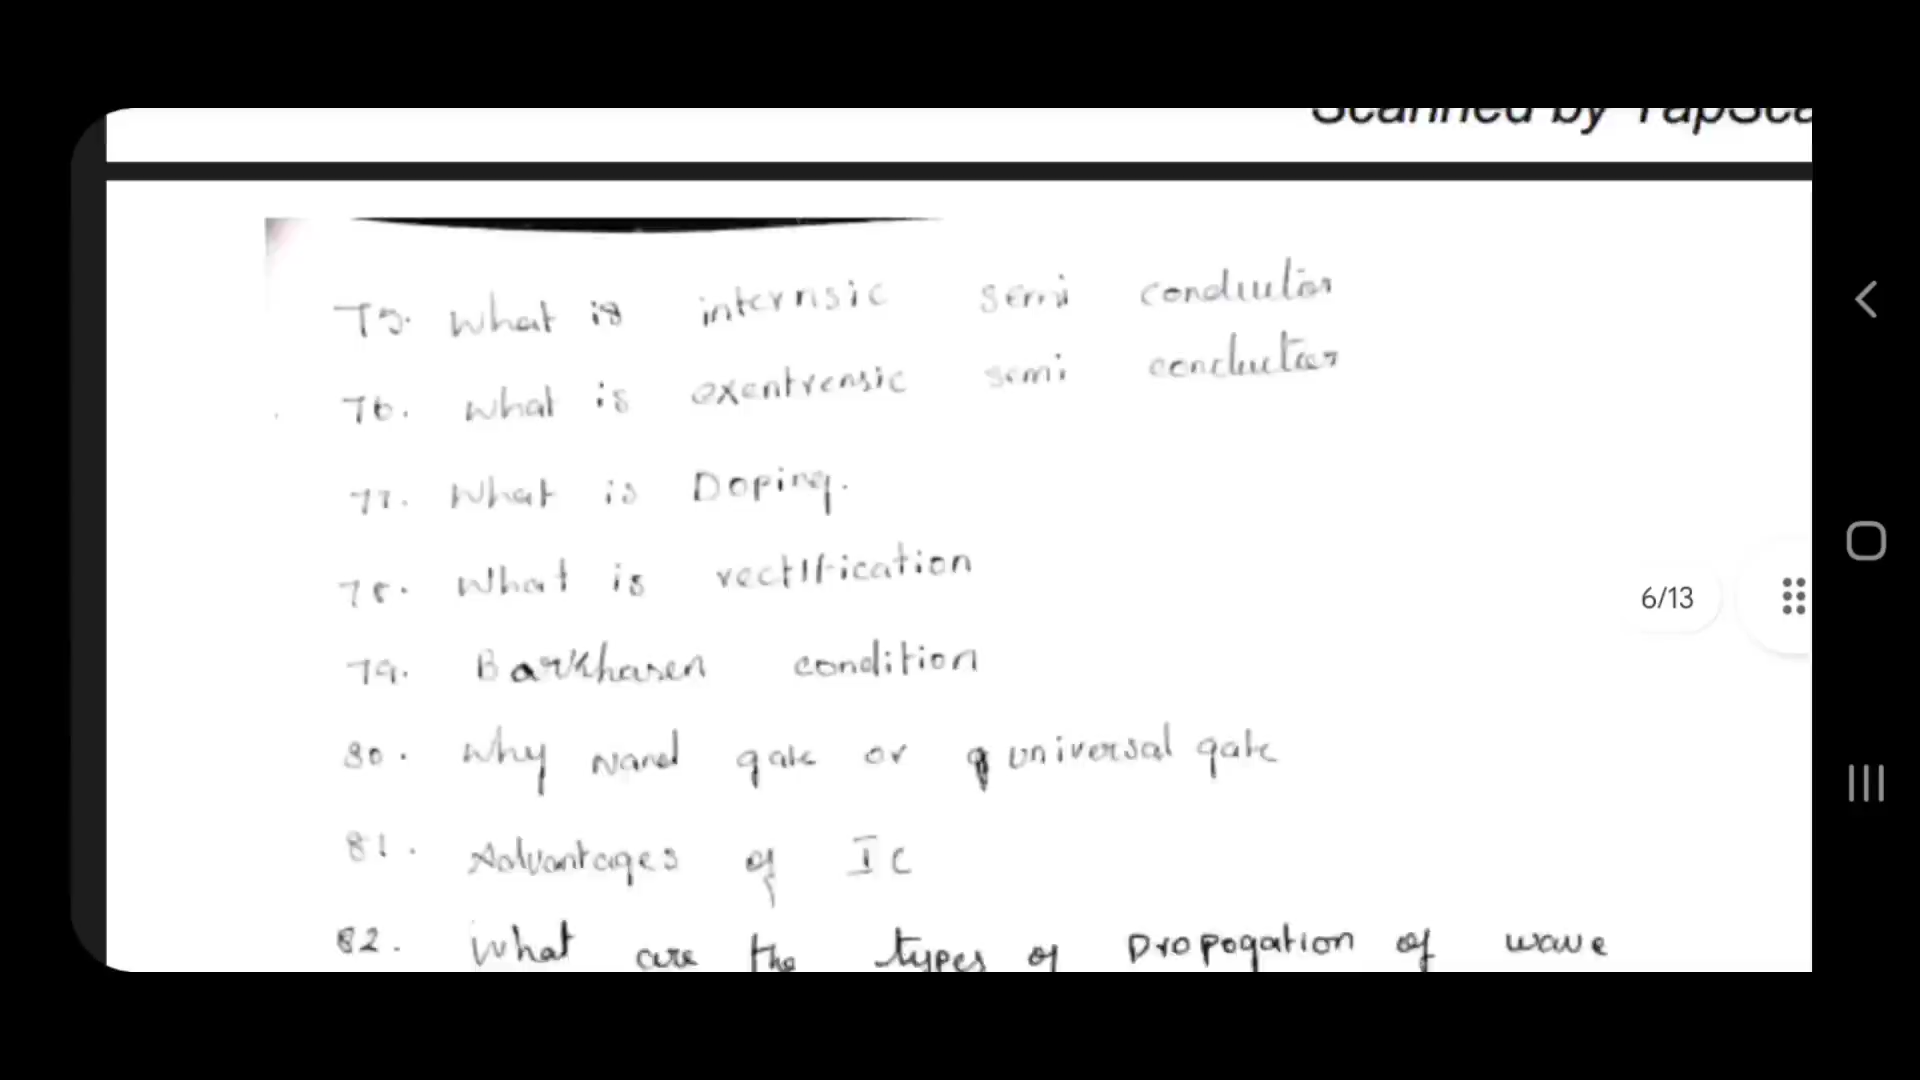 Scanned by TapSca
75. What is internsic semi conductor
76. What is exentrensic semi conductor
77. What is Doping.
78. What is rectification
79. Barkhasen condition
80. Why Nand gate or universal gate
81. Advantages of IC
82. What are the types of Propogation of wave
6/13